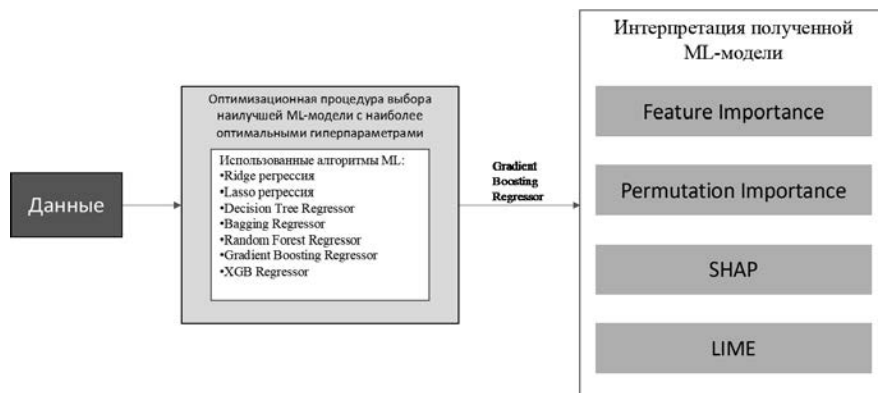 Данные
Оптимизационная процедура выбора
наилучшей ML-модели с наиболее
оптимальными гиперпараметрами
Использованные алгоритмы ML:
•Ridge регрессия
•Lasso регрессия
•Decision Tree Regressor
•Bagging Regressor
•Random Forest Regressor
•Gradient Boosting Regressor
•XGB Regressor
Gradient
Boosting
Regressor
Интерпретация полученной
ML-модели
Feature Importance
Permutation Importance
SHAP
LIME